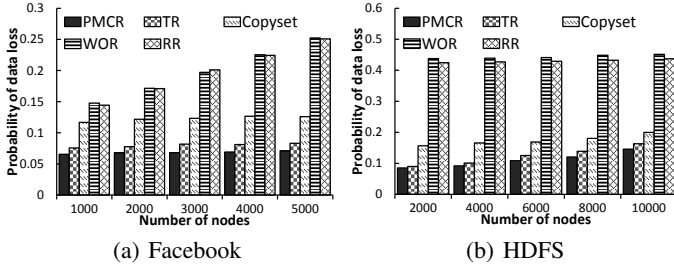 Probability of data loss
0.3
0.25
0.2
0.15
0.1
0.05
0
PMCR TR Copyset
WOR RR
1000 2000 3000 4000 5000
Number of nodes
(a) Facebook
Probability of data loss
0.6
0.5
0.4
0.3
0.2
0.1
0.0
PMCR TR Copyset
WOR RR
2000 4000 6000 8000 10000
Number of nodes
(b) HDFS